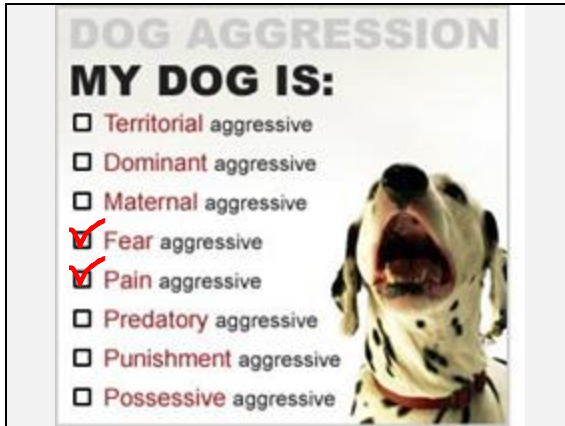 DOG AGGRESSION
MY DOG IS:
Territorial aggressive
Dominant aggressive
Maternal aggressive
Fear aggressive
Pain aggressive
Predatory aggressive
Punishment aggressive
Possessive aggressive